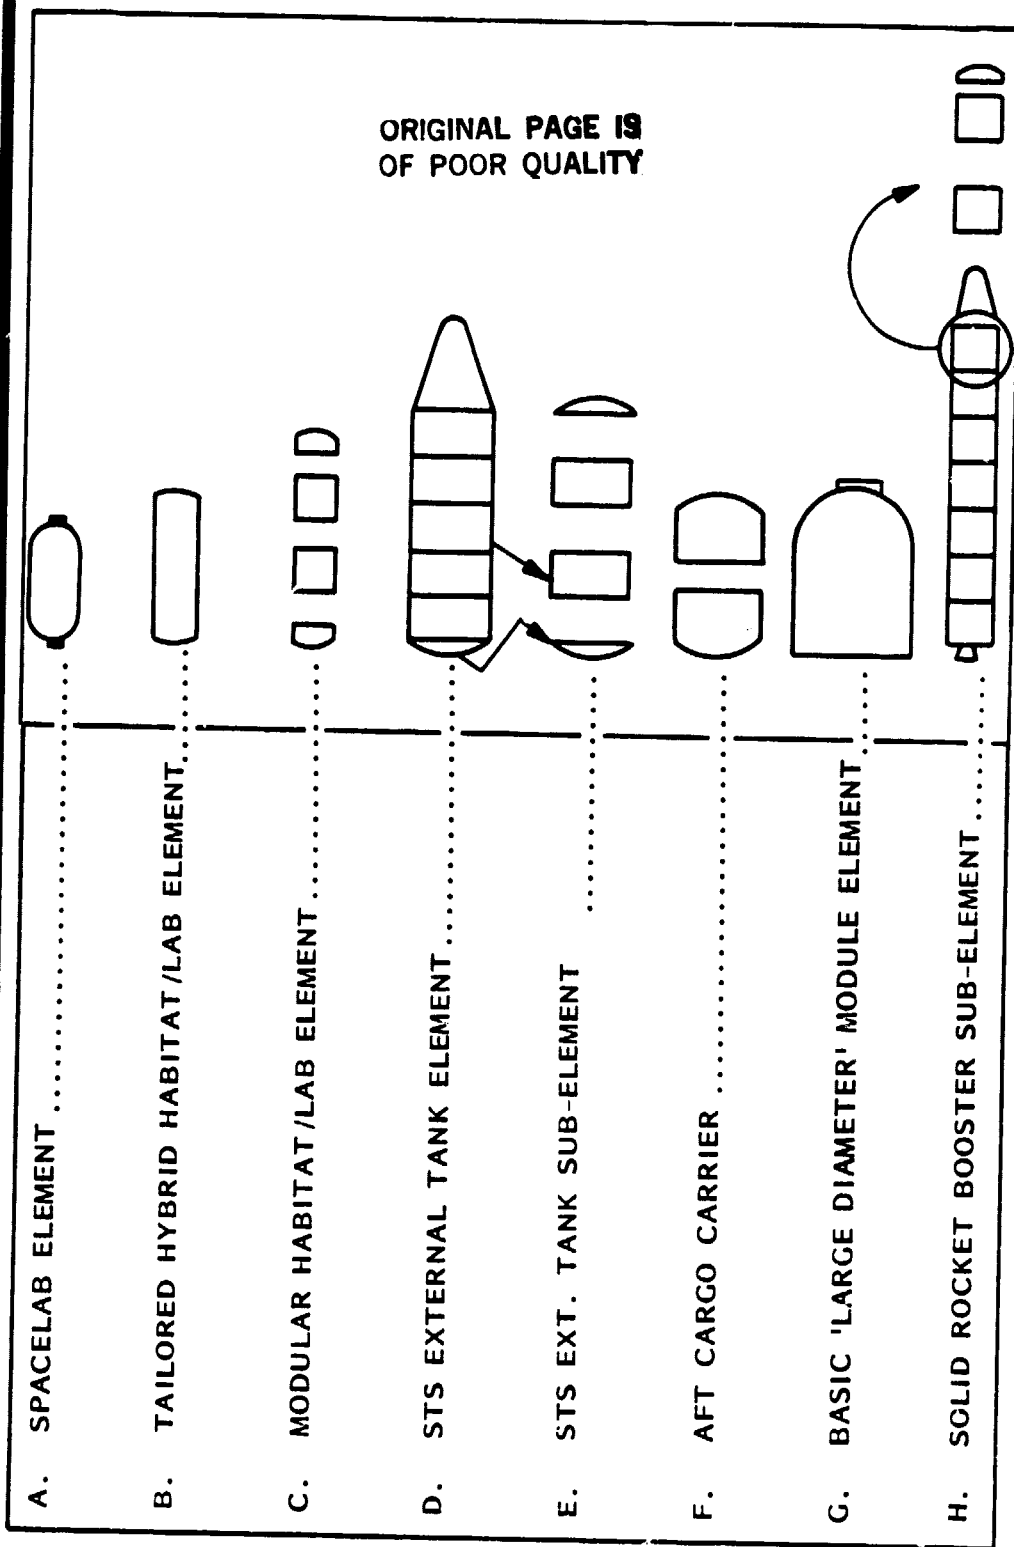 ORIGINAL PAGE IS
OF POOR QUALITY
A. SPACELAB ELEMENT
B. TAILORED HYBRID HABITAT/LAB ELEMENT
C. MODULAR HABITAT/LAB ELEMENT
D. STS EXTERNAL TANK ELEMENT
E. STS EXT. TANK SUB-ELEMENT
F. AFT CARGO CARRIER
G. BASIC 'LARGE DIAMETER' MODULE ELEMENT
H. SOLID ROCKET BOOSTER SUB-ELEMENT